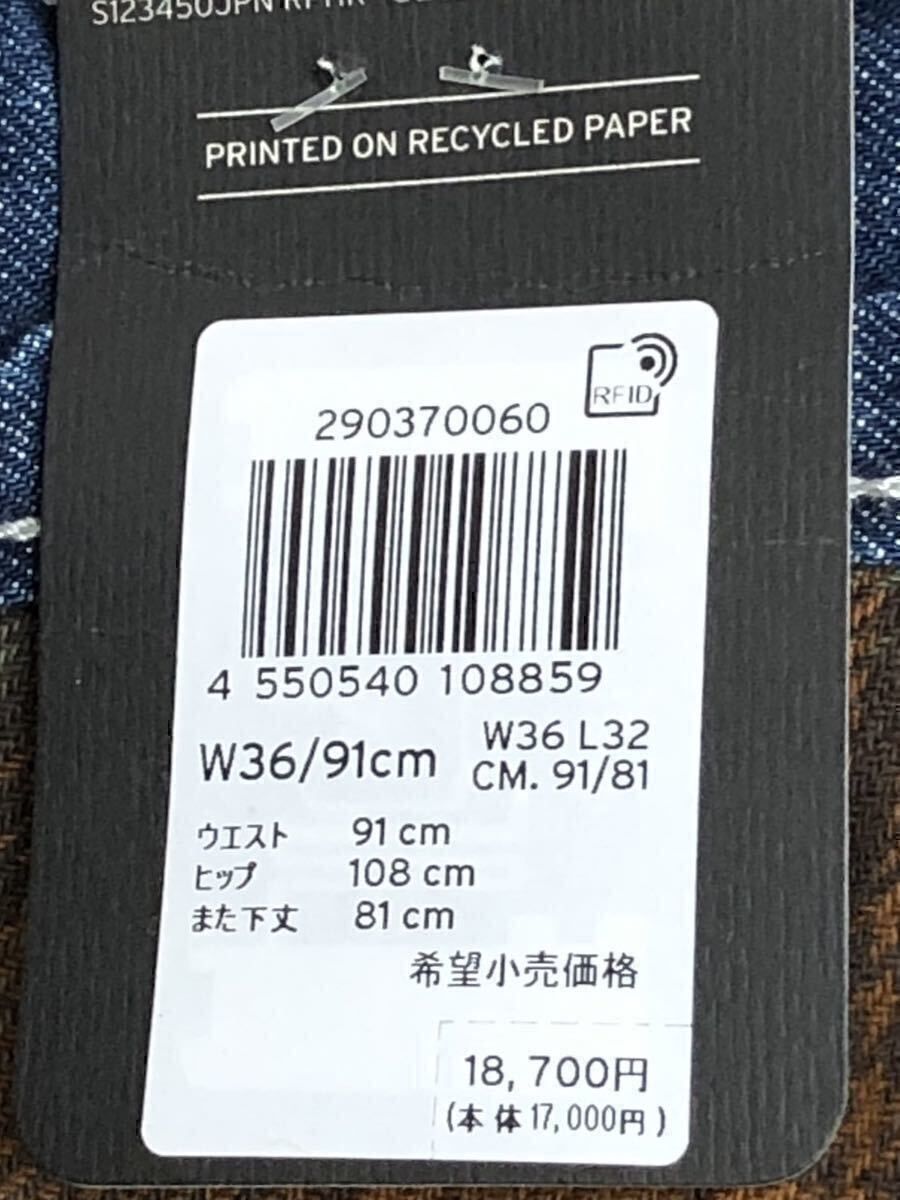 S123450JPN
PRINTED ON RECYCLED PAPER
RFID
290370060
4 550540 108859
W36/91cm
W36 L32
CM. 91/81
ウエスト 91 cm
ヒップ 108 cm
また下丈 81 cm
希望小売価格
18,700円
(本体17,000円)